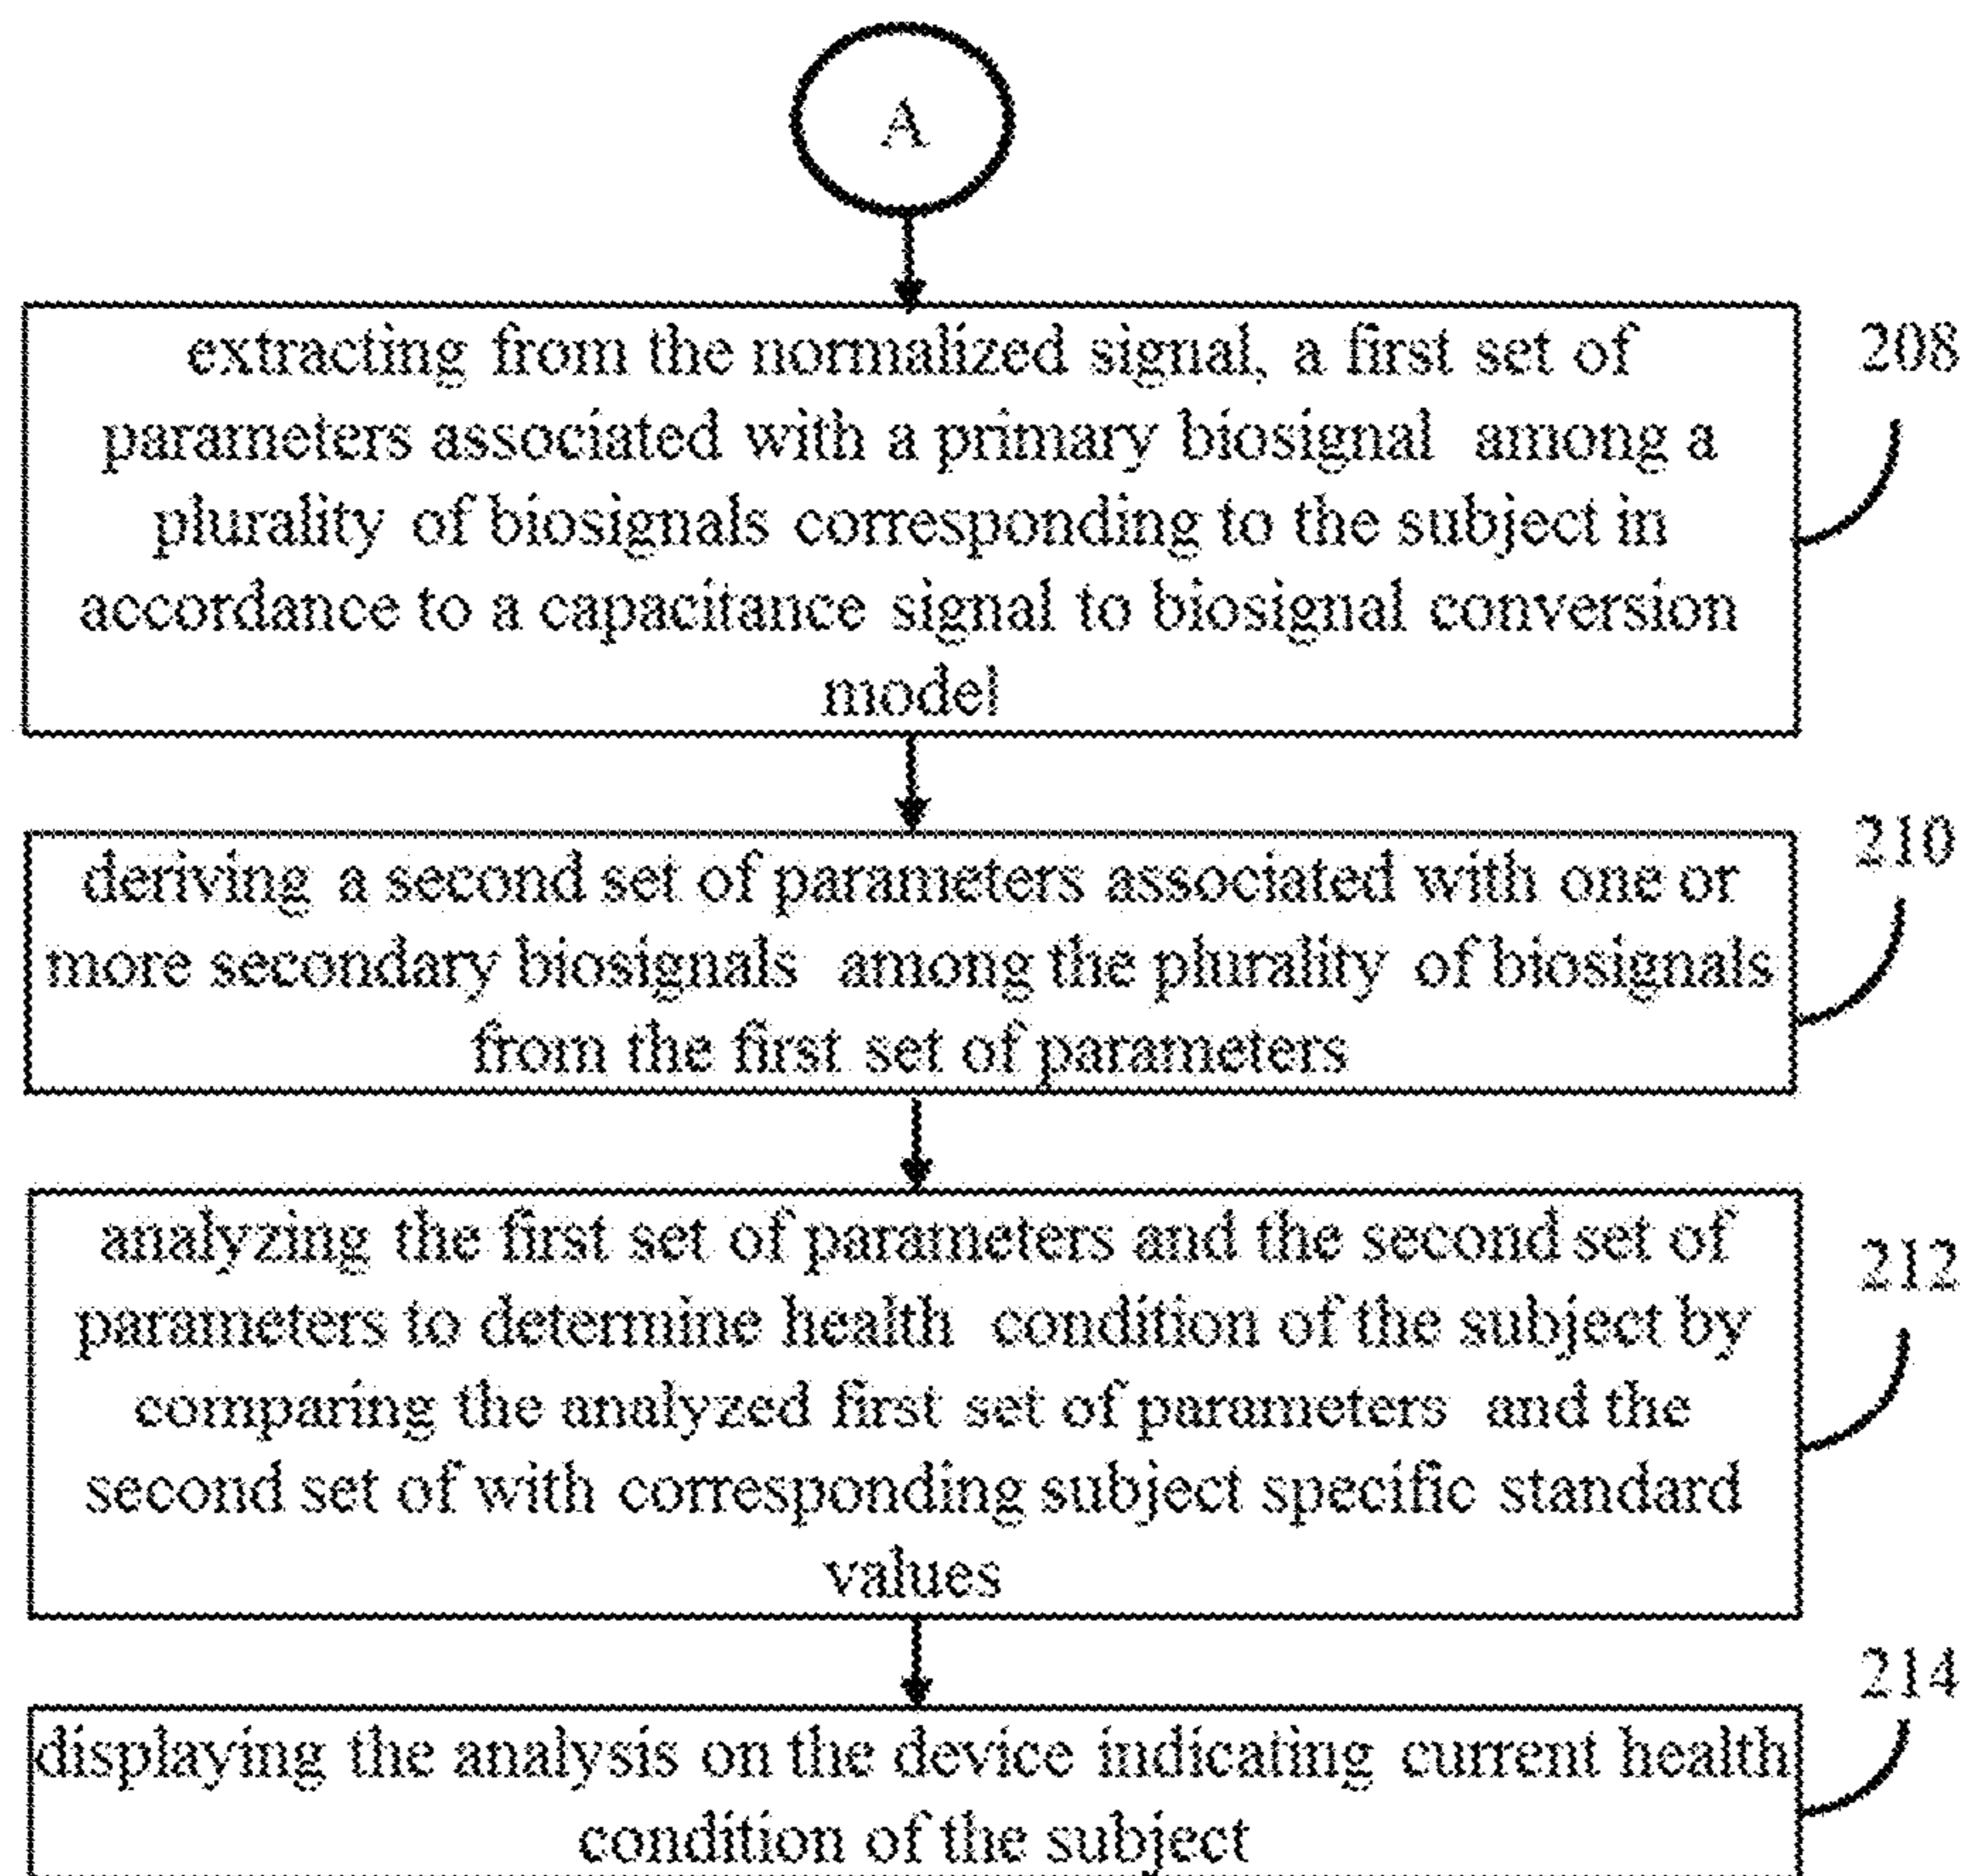 A
extracting from the normalized signal, a first set of
208
parameters associated with a primary biosignal among a
plurality of biosignals corresponding to the subject in
accordance to a capacitance signal to biosignal conversion
model
210
deriving a second set of parameters associated with one or
more secondary biosignals among the plurality of biosignals
from the first set of parameters
analyzing the first set of parameters and the second set of
212
parameters to determine health condition of the subject by
comparing the analyzed first set of parameters and the
second set of with corresponding subject specific standard
values
214
displaying the analysis on the device indicating current health
condition of the subject